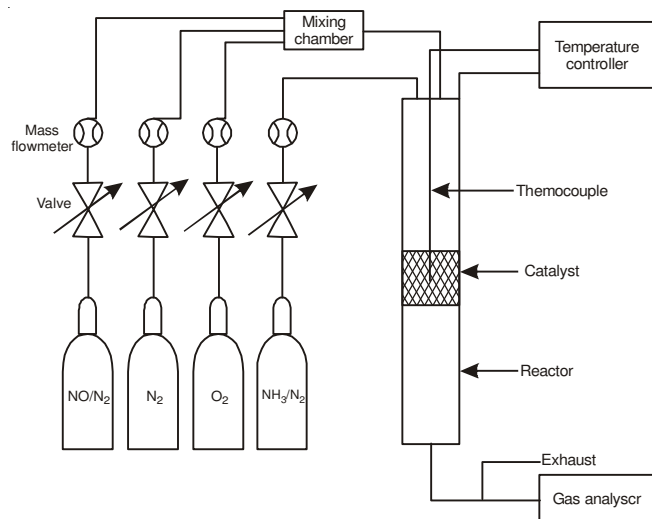 Mixing
chamber
Temperature
controller
Mass
flowmeter
Valve
Themocouple
Catalyst
Reactor
NO/N₂
N₂
O₂
NH₃/N₂
Exhaust
Gas analyscr